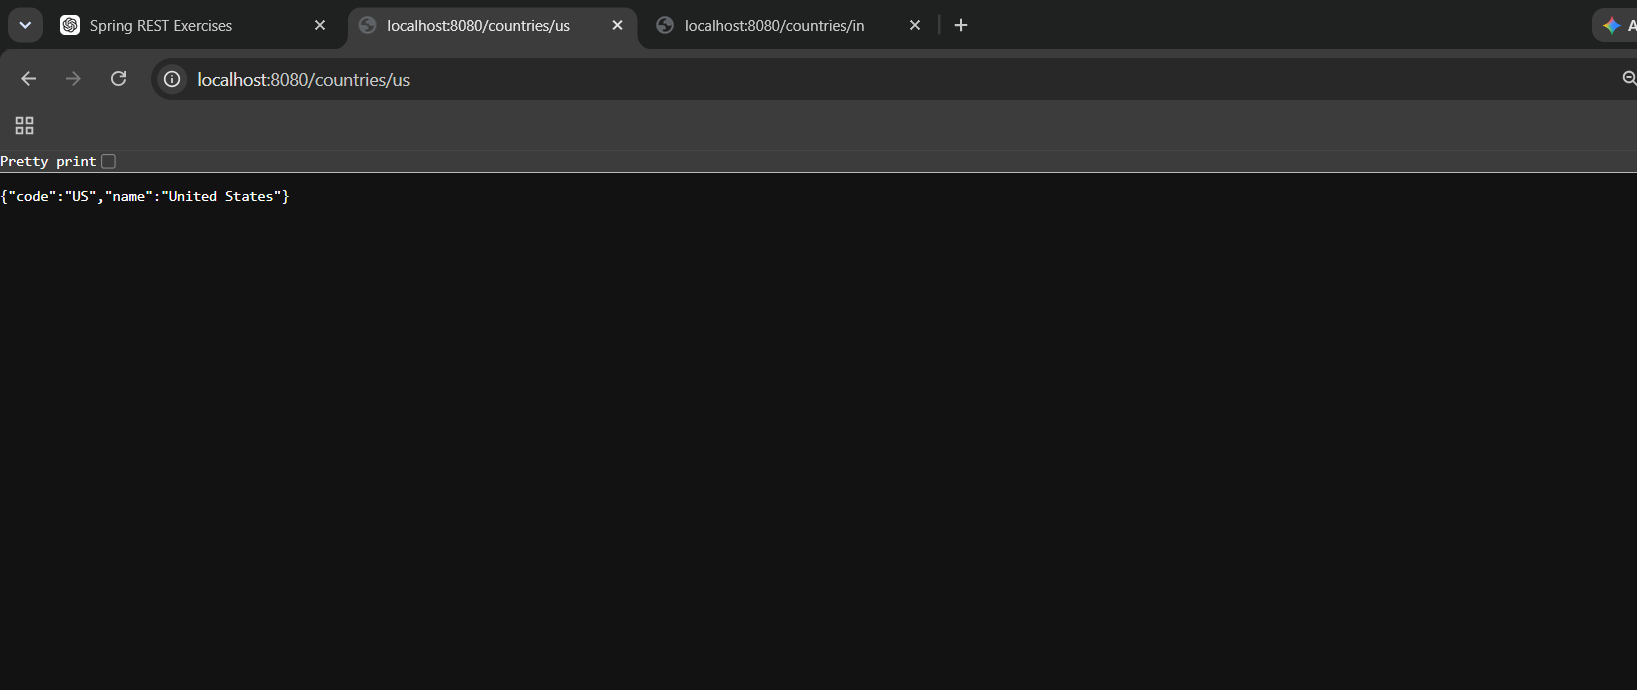 Spring REST Exercises
localhost:8080/countries/us
localhost:8080/countries/in
A
localhost:8080/countries/us
Pretty print
{"code":"US","name":"United States"}